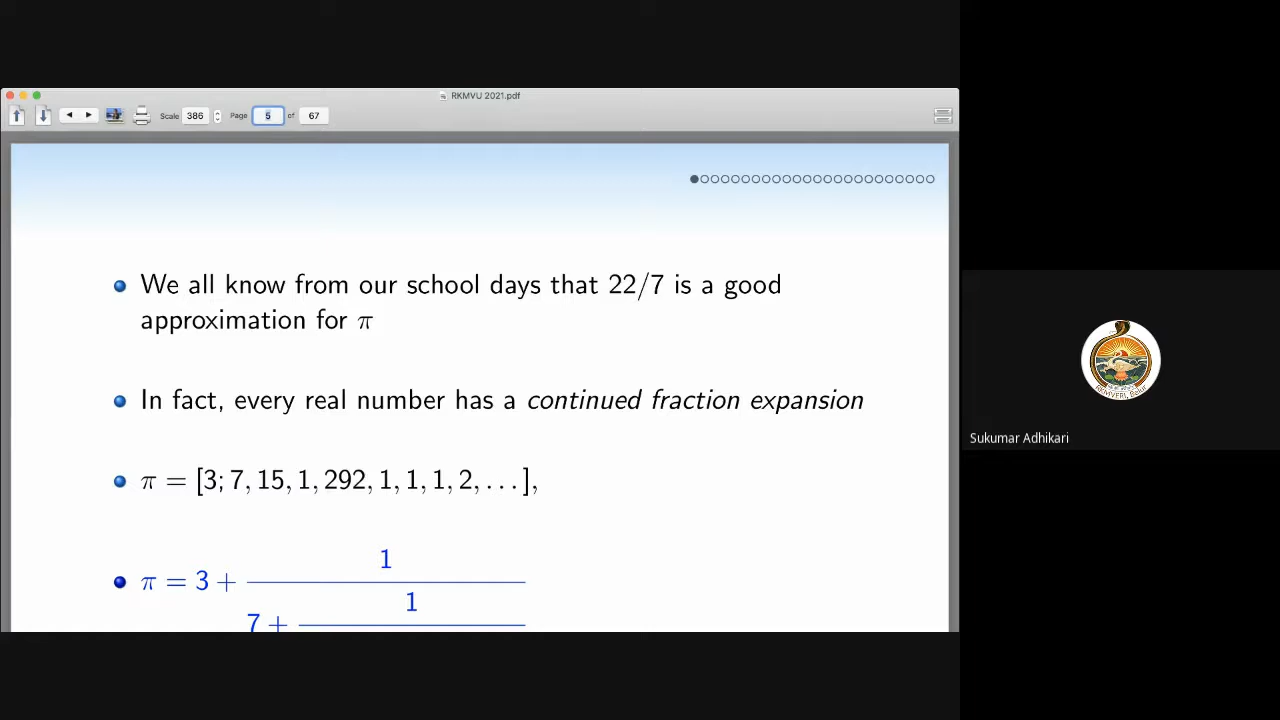 RKMVU 2021.pdf
Scale 386 Page 5 of 67
We all know from our school days that 22/7 is a good
approximation for π
In fact, every real number has a continued fraction expansion
π = [3; 7, 15, 1, 292, 1, 1, 1, 2, . . . ],
1
π = 3 +
1
7 +
Sukumar Adhikari